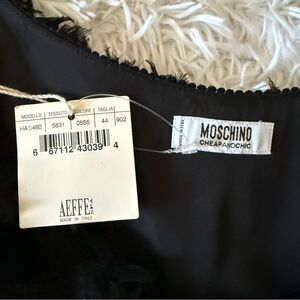 MODELLO TESSUTO COLORE TAGLIA
HA 0460 5831 0555 44 902
6 67112 43039 4
AEFFE
MADE IN ITALY
MOSCHINO
CHEAPANDCHIC